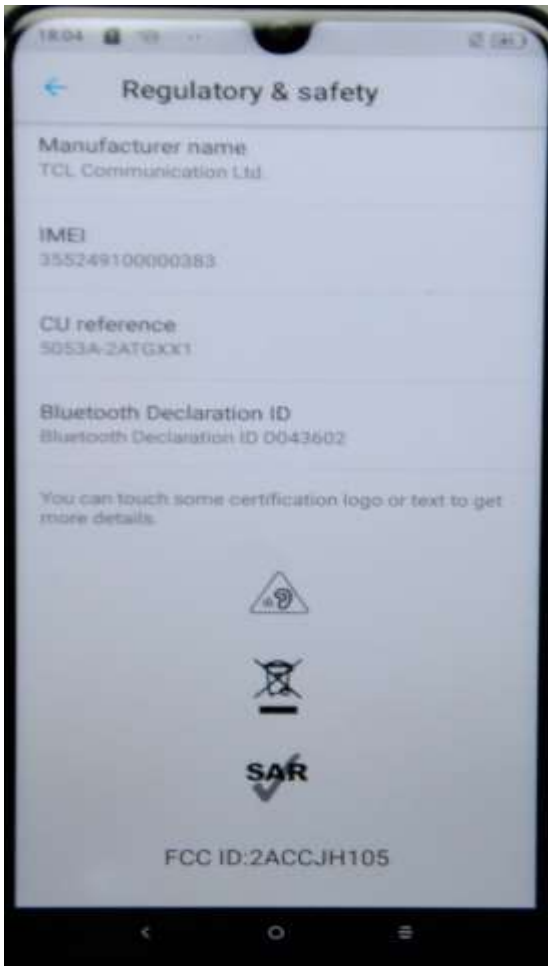 18:04
Regulatory & safety
Manufacturer name
TCL Communication Ltd.
IMEI
355249100000383
CU reference
5053A-2ATGXX1
Bluetooth Declaration ID
Bluetooth Declaration ID D043602
You can touch some certification logo or text to get
more details.
SAR
FCC ID:2ACCJH105